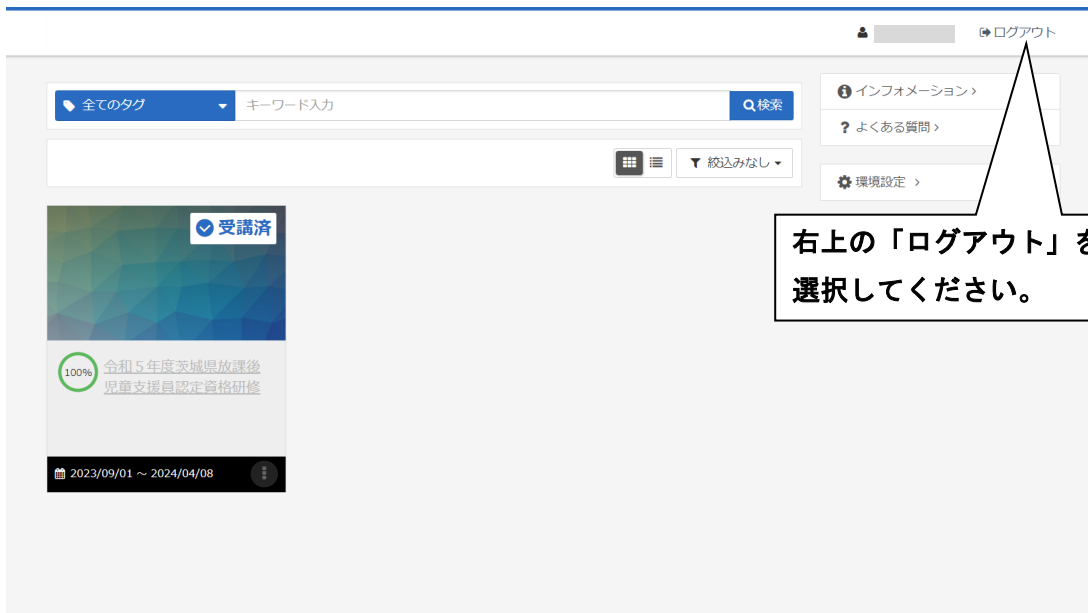 ログアウト
全てのタグ
キーワード入力
検索
インフォメーション
? よくある質問
絞込みなし
環境設定
受講済
右上の「ログアウト」を
選択してください。
100%
令和５年度茨城県放課後
児童支援員認定資格研修
2023/09/01 ～ 2024/04/08